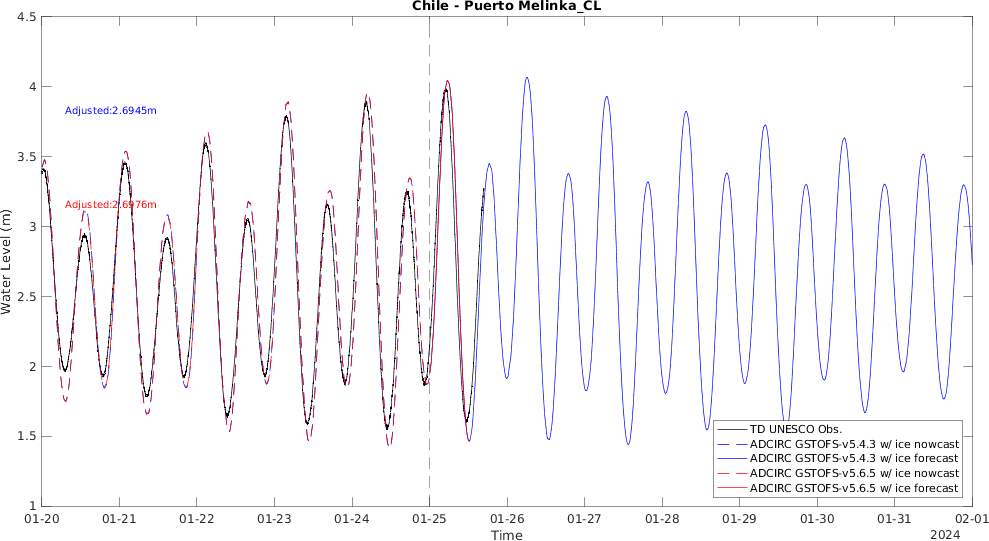 Chile - Puerto Melinka_CL
4.5
4
3.5
3
2.5
2
1.5
1
Water Level (m)
Adjusted:2.6945m
Adjusted:2.6976m
TD UNESCO Obs.
ADCIRC GSTOFS-v5.4.3 w/ ice nowcast
ADCIRC GSTOFS-v5.4.3 w/ ice forecast
ADCIRC GSTOFS-v5.6.5 w/ ice nowcast
ADCIRC GSTOFS-v5.6.5 w/ ice forecast
01-20 01-21 01-22 01-23 01-24 01-25 01-26 01-27 01-28 01-29 01-30 01-31 02-01
Time
2024